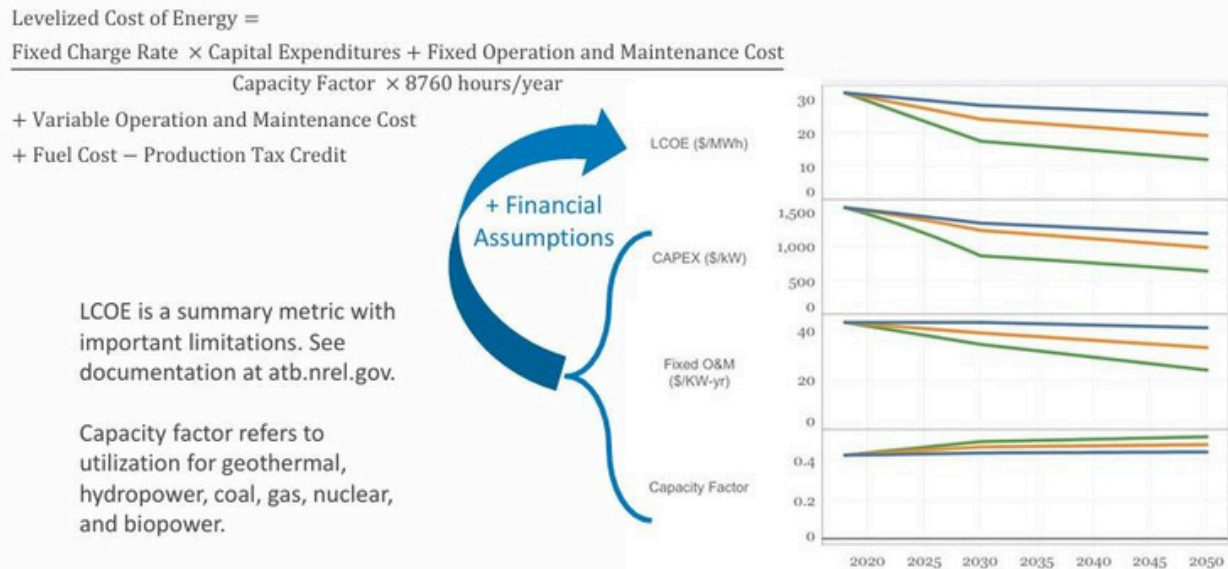 Levelized Cost of Energy =
Fixed Charge Rate × Capital Expenditures + Fixed Operation and Maintenance Cost
Capacity Factor × 8760 hours/year
+ Variable Operation and Maintenance Cost
+ Fuel Cost − Production Tax Credit
+ Financial
Assumptions
LCOE is a summary metric with
important limitations. See
documentation at atb.nrel.gov.
Capacity factor refers to
utilization for geothermal,
hydropower, coal, gas, nuclear,
and biopower.
LCOE ($/MWh)
30
20
10
0
CAPEX ($/kW)
1,500
1,000
500
0
Fixed O&M
($/KW-yr)
40
20
0
Capacity Factor
0.4
0.2
0
2020 2025 2030 2035 2040 2045 2050